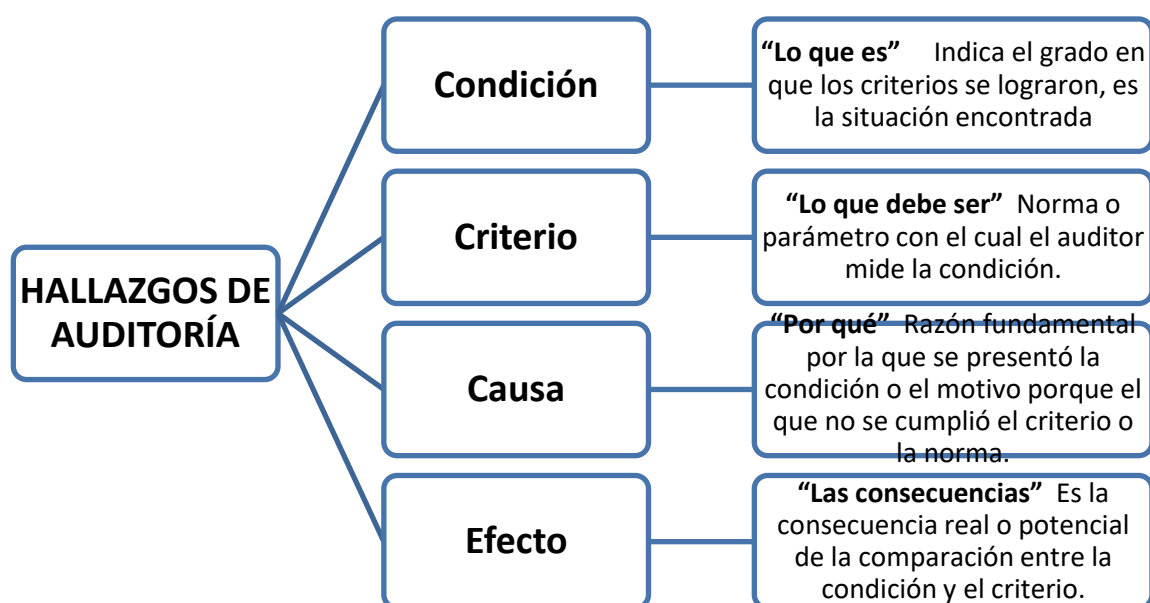 HALLAZGOS DE
AUDITORÍA
Condición
“Lo que es” Indica el grado en
que los criterios se lograron, es
la situación encontrada
Criterio
“Lo que debe ser” Norma o
parámetro con el cual el auditor
mide la condición.
Causa
“Por qué” Razón fundamental
por la que se presentó la
condición o el motivo porque el
que no se cumplió el criterio o
la norma.
Efecto
“Las consecuencias” Es la
consecuencia real o potencial
de la comparación entre la
condición y el criterio.